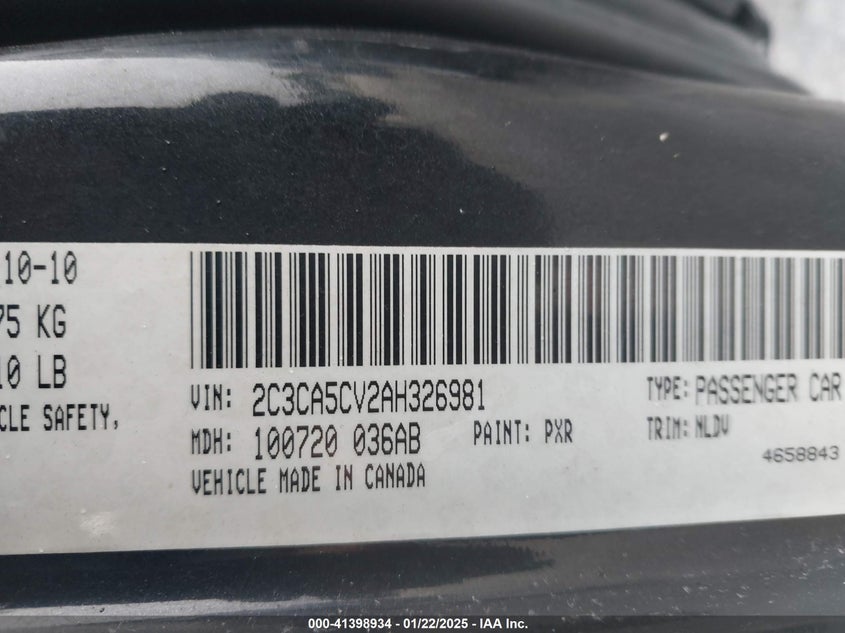 10-10
75 KG
10 LB
CLE SAFETY,
VIN: 2C3CA5CV2AH326981
TYPE: PASSENGER CAR
MDH: 100720 036AB
PAINT: PXR
TRIM: NLDV
4658843
VEHICLE MADE IN CANADA
000-41398934 - 01/22/2025 - IAA Inc.